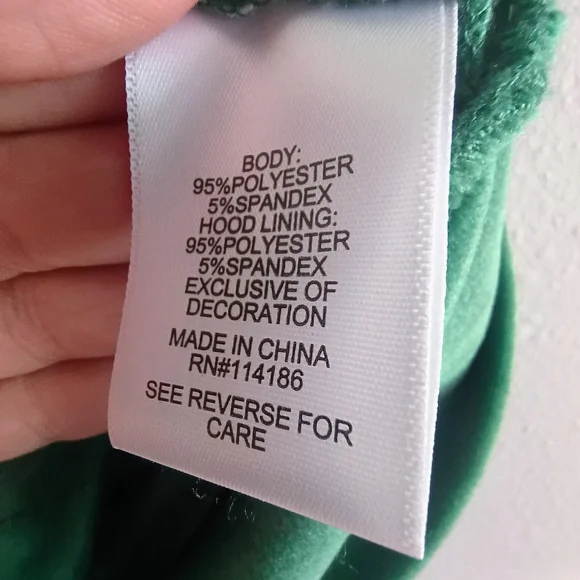 BODY:
95%POLYESTER
5%SPANDEX
HOOD LINING:
95%POLYESTER
5%SPANDEX
EXCLUSIVE OF
DECORATION
MADE IN CHINA
RN#114186
SEE REVERSE FOR
CARE